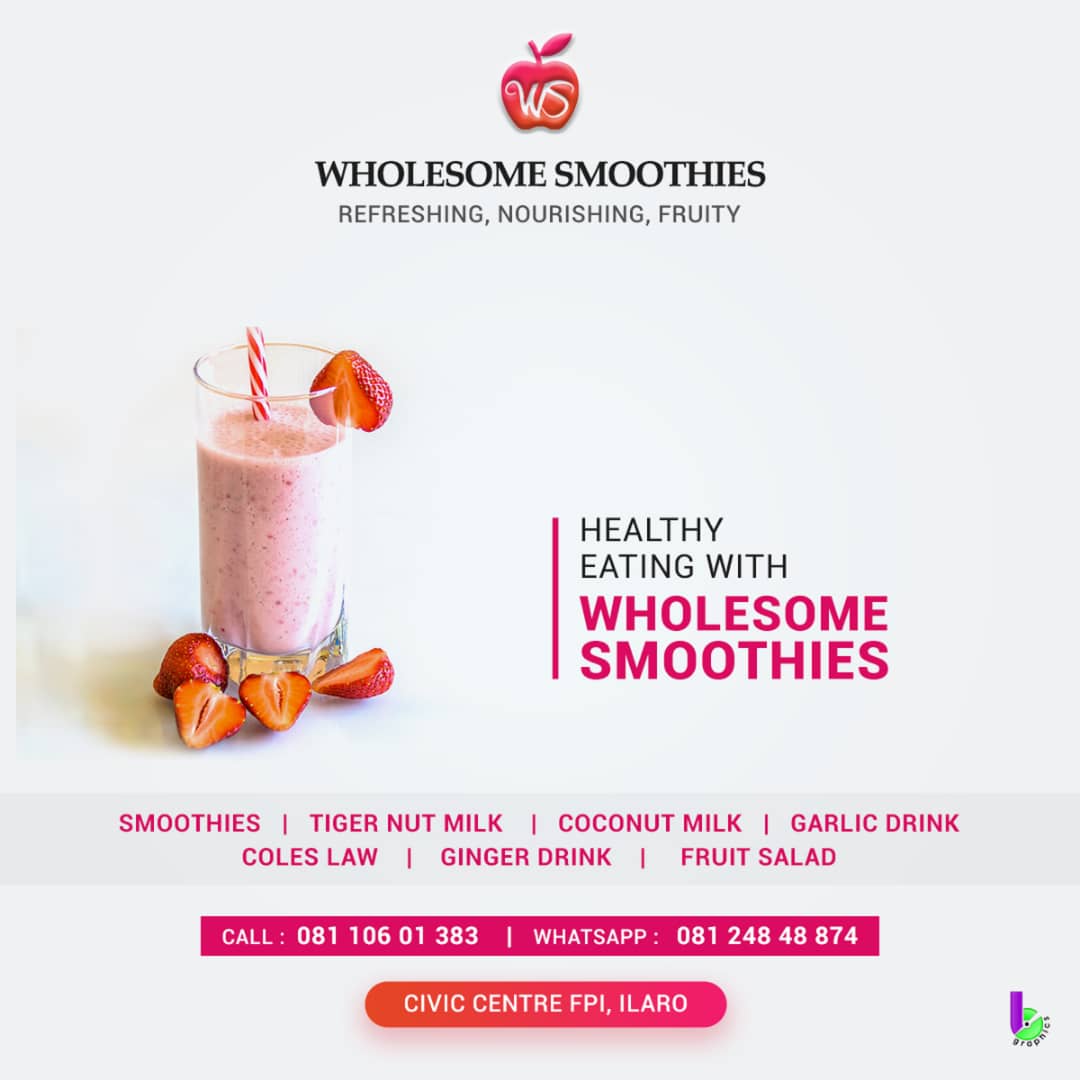 WS
WHOLESOME SMOOTHIES
REFRESHING, NOURISHING, FRUITY
HEALTHY
EATING WITH
WHOLESOME
SMOOTHIES
SMOOTHIES | TIGER NUT MILK | COCONUT MILK | GARLIC DRINK
COLES LAW | GINGER DRINK | FRUIT SALAD
CALL : 081 106 01 383 | WHATSAPP : 081 248 48 874
CIVIC CENTRE FPI, ILARO
graphics